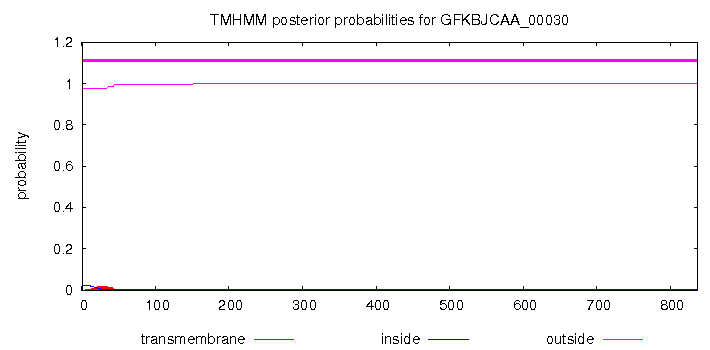 TMHMM posterior probabilities for GFKBJCAA_00030
1.2
1
0.8
0.6
0.4
0.2
0
probability
0 100 200 300 400 500 600 700 800
transmembrane inside outside